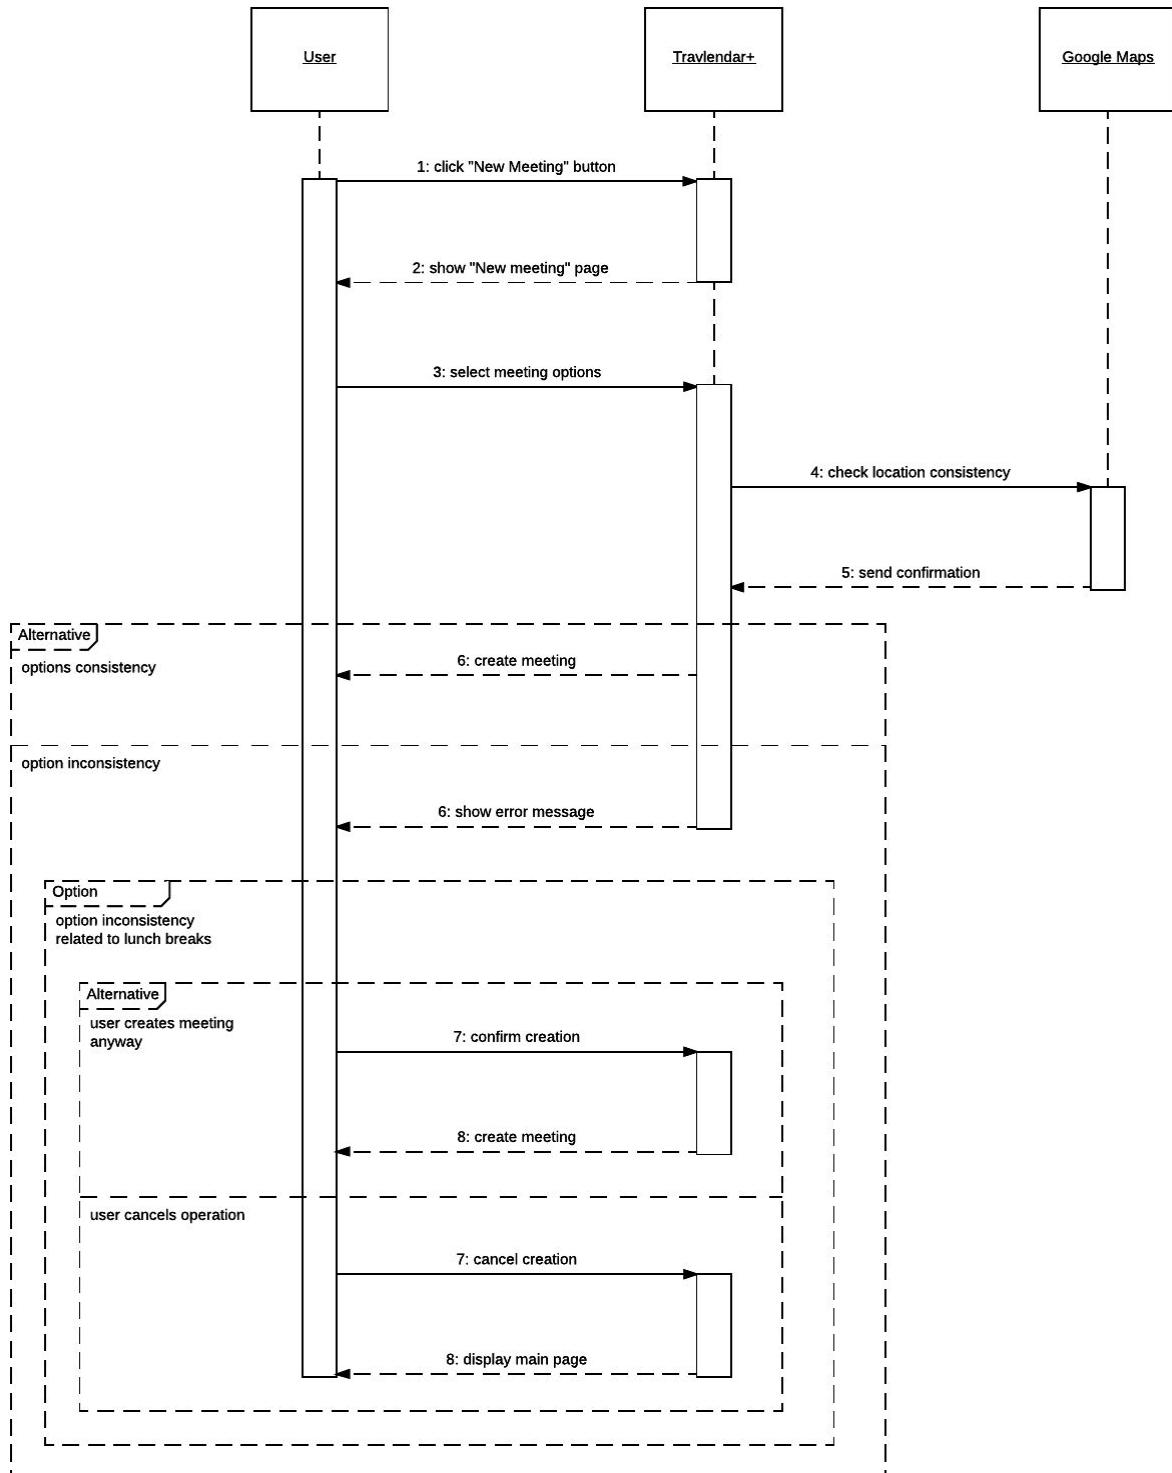 User
Travlendar+
Google Maps
1: click "New Meeting" button
2: show "New meeting" page
3: select meeting options
4: check location consistency
5: send confirmation
Alternative
options consistency
6: create meeting
option inconsistency
6: show error message
Option
option inconsistency
related to lunch breaks
Alternative
user creates meeting
anyway
7: confirm creation
8: create meeting
user cancels operation
7: cancel creation
8: display main page